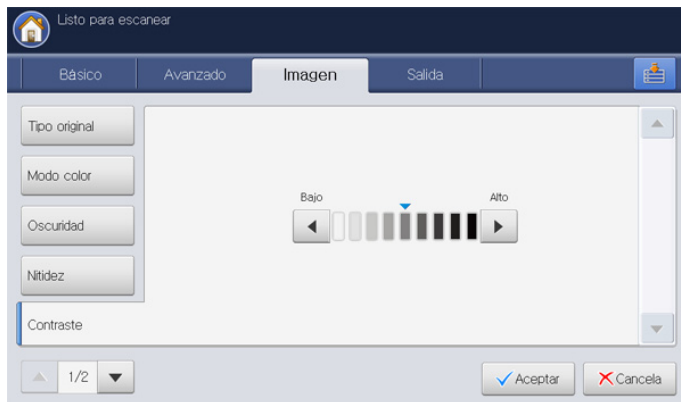 Listo para escanear
Básico Avanzado Imagen Salida
Tipo original
Modo color
Bajo Alto
Oscuridad
Nitidez
Contraste
1/2
Aceptar Cancela